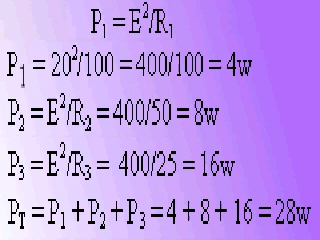 P₁ = E²/R₁
P₁ = 20²/100 = 400/100 = 4w
P₂ = E²/R₂ = 400/50 = 8w
P₃ = E²/R₃ = 400/25 = 16w
P_T = P₁ + P₂ + P₃ = 4 + 8 + 16 = 28w